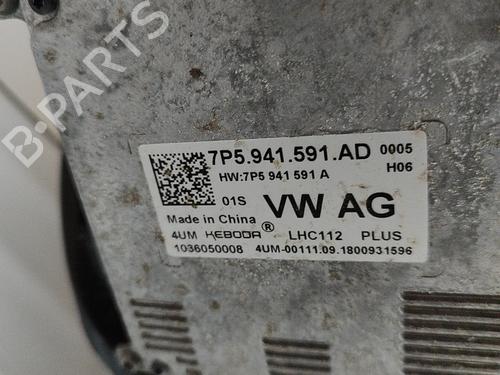 B-PARTS
7P5.941.591.AD 0005
HW:7P5 941 591 A H06
01S VW AG
Made in China
4UM KEBODA® LHC112 PLUS
1036050008 4UM-00111.09.1800931596